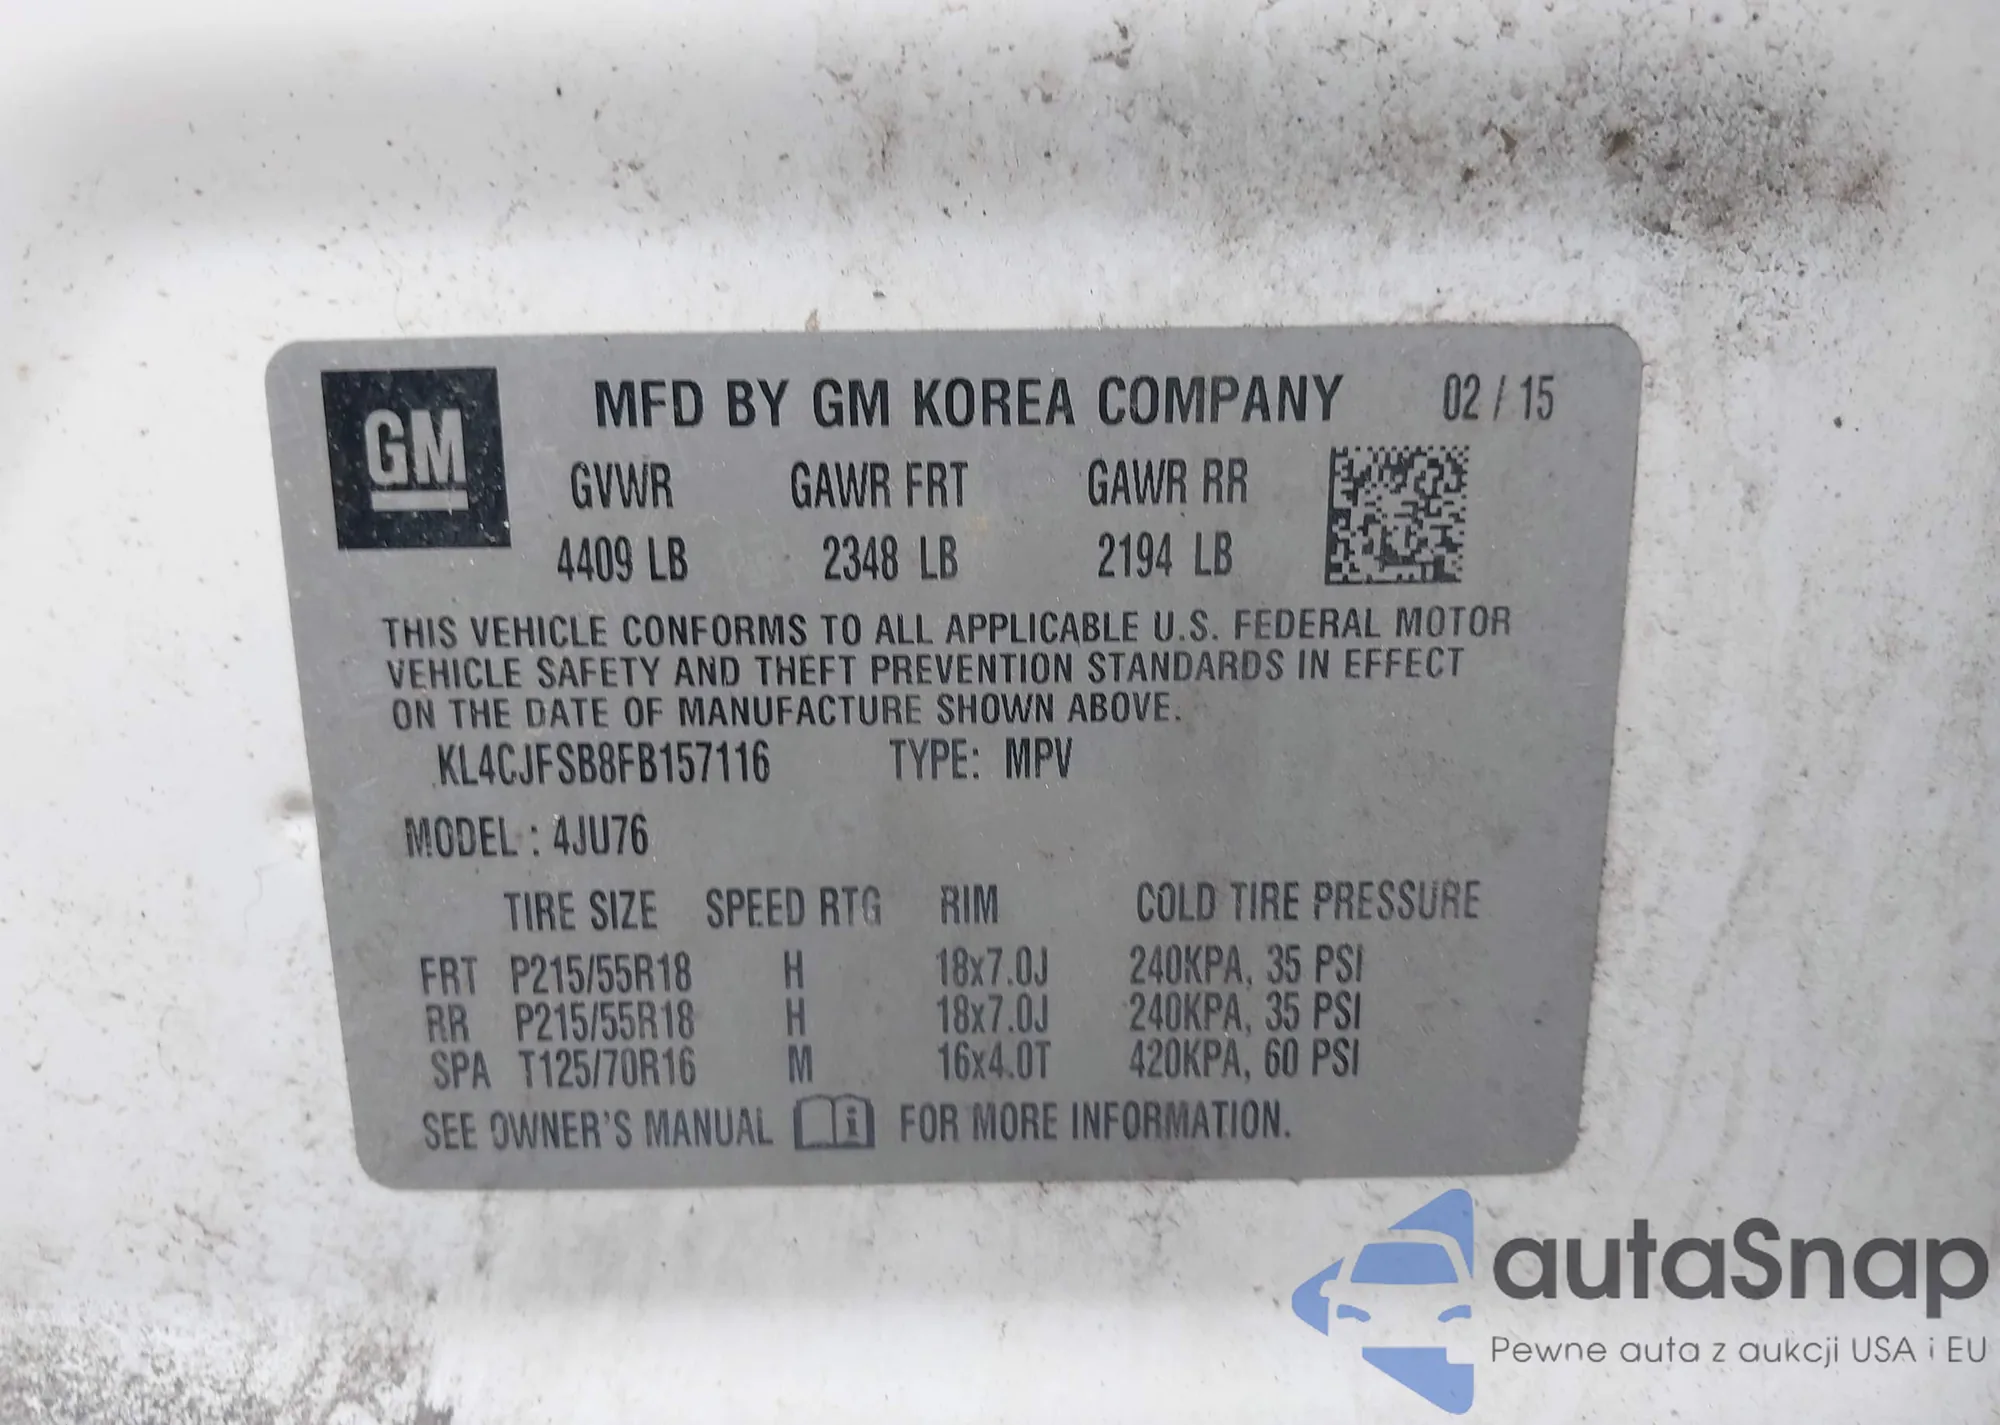 GM
MFD BY GM KOREA COMPANY 02 / 15
GVWR GAWR FRT GAWR RR
4409 LB 2348 LB 2194 LB
THIS VEHICLE CONFORMS TO ALL APPLICABLE U.S. FEDERAL MOTOR
VEHICLE SAFETY AND THEFT PREVENTION STANDARDS IN EFFECT
ON THE DATE OF MANUFACTURE SHOWN ABOVE.
KL4CJFSB8FB157116 TYPE: MPV
MODEL : 4JU76
TIRE SIZE SPEED RTG RIM COLD TIRE PRESSURE
FRT P215/55R18 H 18x7.0J 240KPA, 35 PSI
RR P215/55R18 H 18x7.0J 240KPA, 35 PSI
SPA T125/70R16 M 16x4.0T 420KPA, 60 PSI
SEE OWNER'S MANUAL i FOR MORE INFORMATION.
autaSnap
Pewne auta z aukcji USA i EU